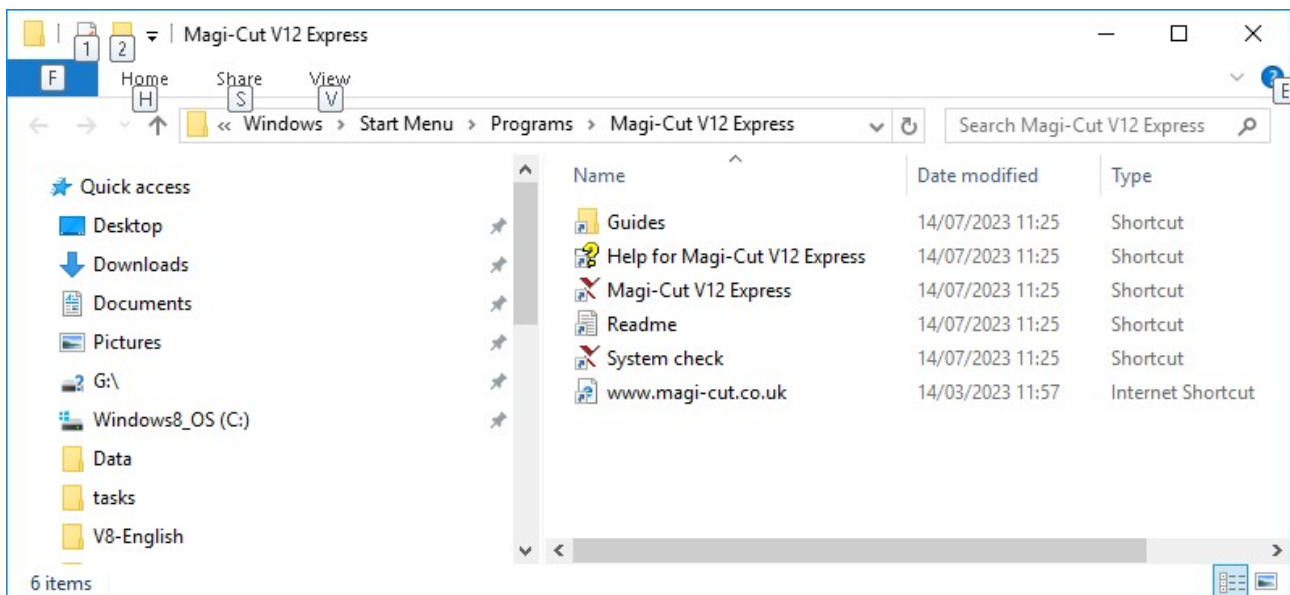 Magi-Cut V12 Express
1 2
F Home Share View
H S V E
« Windows > Start Menu > Programs > Magi-Cut V12 Express Search Magi-Cut V12 Express
Name Date modified Type
Quick access
Desktop
Downloads
Documents
Pictures
G:\
Windows8_OS (C:)
Data
tasks
V8-English
Guides 14/07/2023 11:25 Shortcut
Help for Magi-Cut V12 Express 14/07/2023 11:25 Shortcut
Magi-Cut V12 Express 14/07/2023 11:25 Shortcut
Readme 14/07/2023 11:25 Shortcut
System check 14/07/2023 11:25 Shortcut
www.magi-cut.co.uk 14/03/2023 11:57 Internet Shortcut
6 items